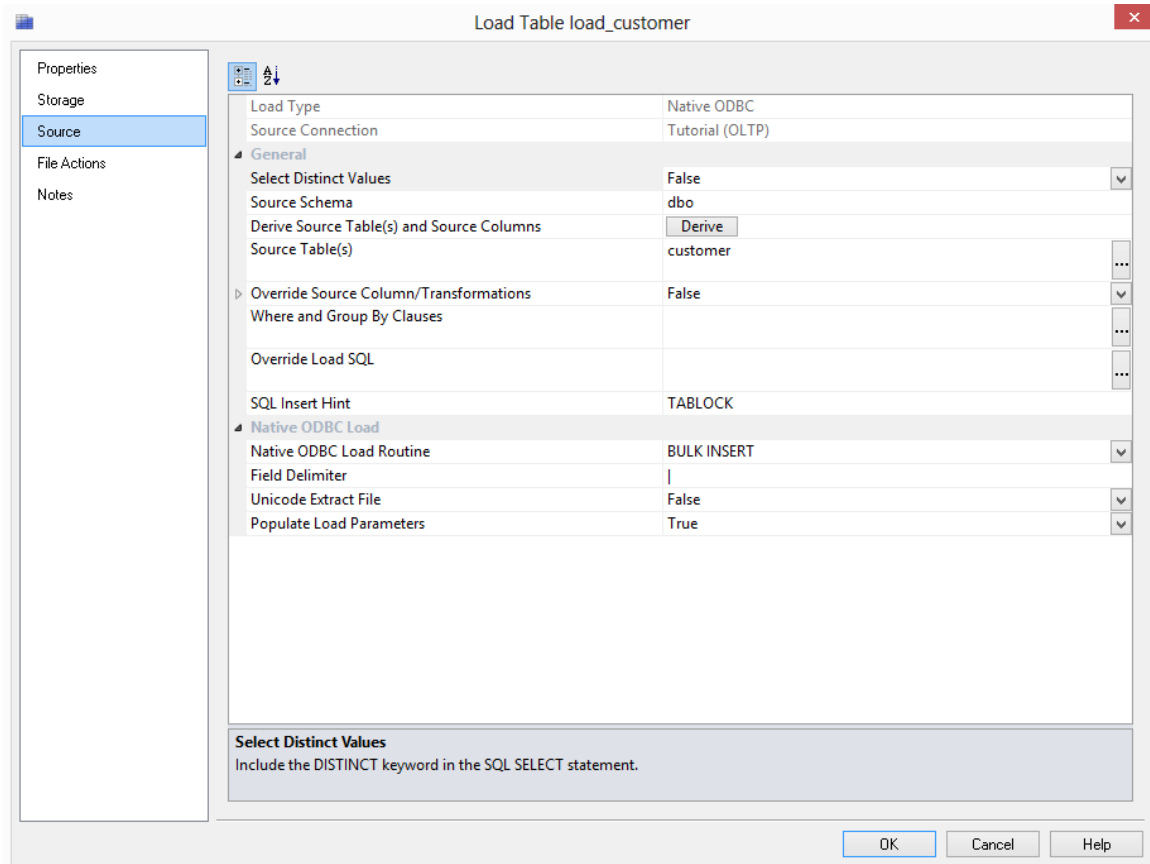 Load Table load_customer
Properties
Storage
Source
File Actions
Notes
Load Type Native ODBC
Source Connection Tutorial (OLTP)
General
Select Distinct Values False
Source Schema dbo
Derive Source Table(s) and Source Columns Derive
Source Table(s) customer
...
Override Source Column/Transformations False
Where and Group By Clauses
...
Override Load SQL
...
SQL Insert Hint TABLOCK
Native ODBC Load
Native ODBC Load Routine BULK INSERT
Field Delimiter |
Unicode Extract File False
Populate Load Parameters True
Select Distinct Values
Include the DISTINCT keyword in the SQL SELECT statement.
OK Cancel Help